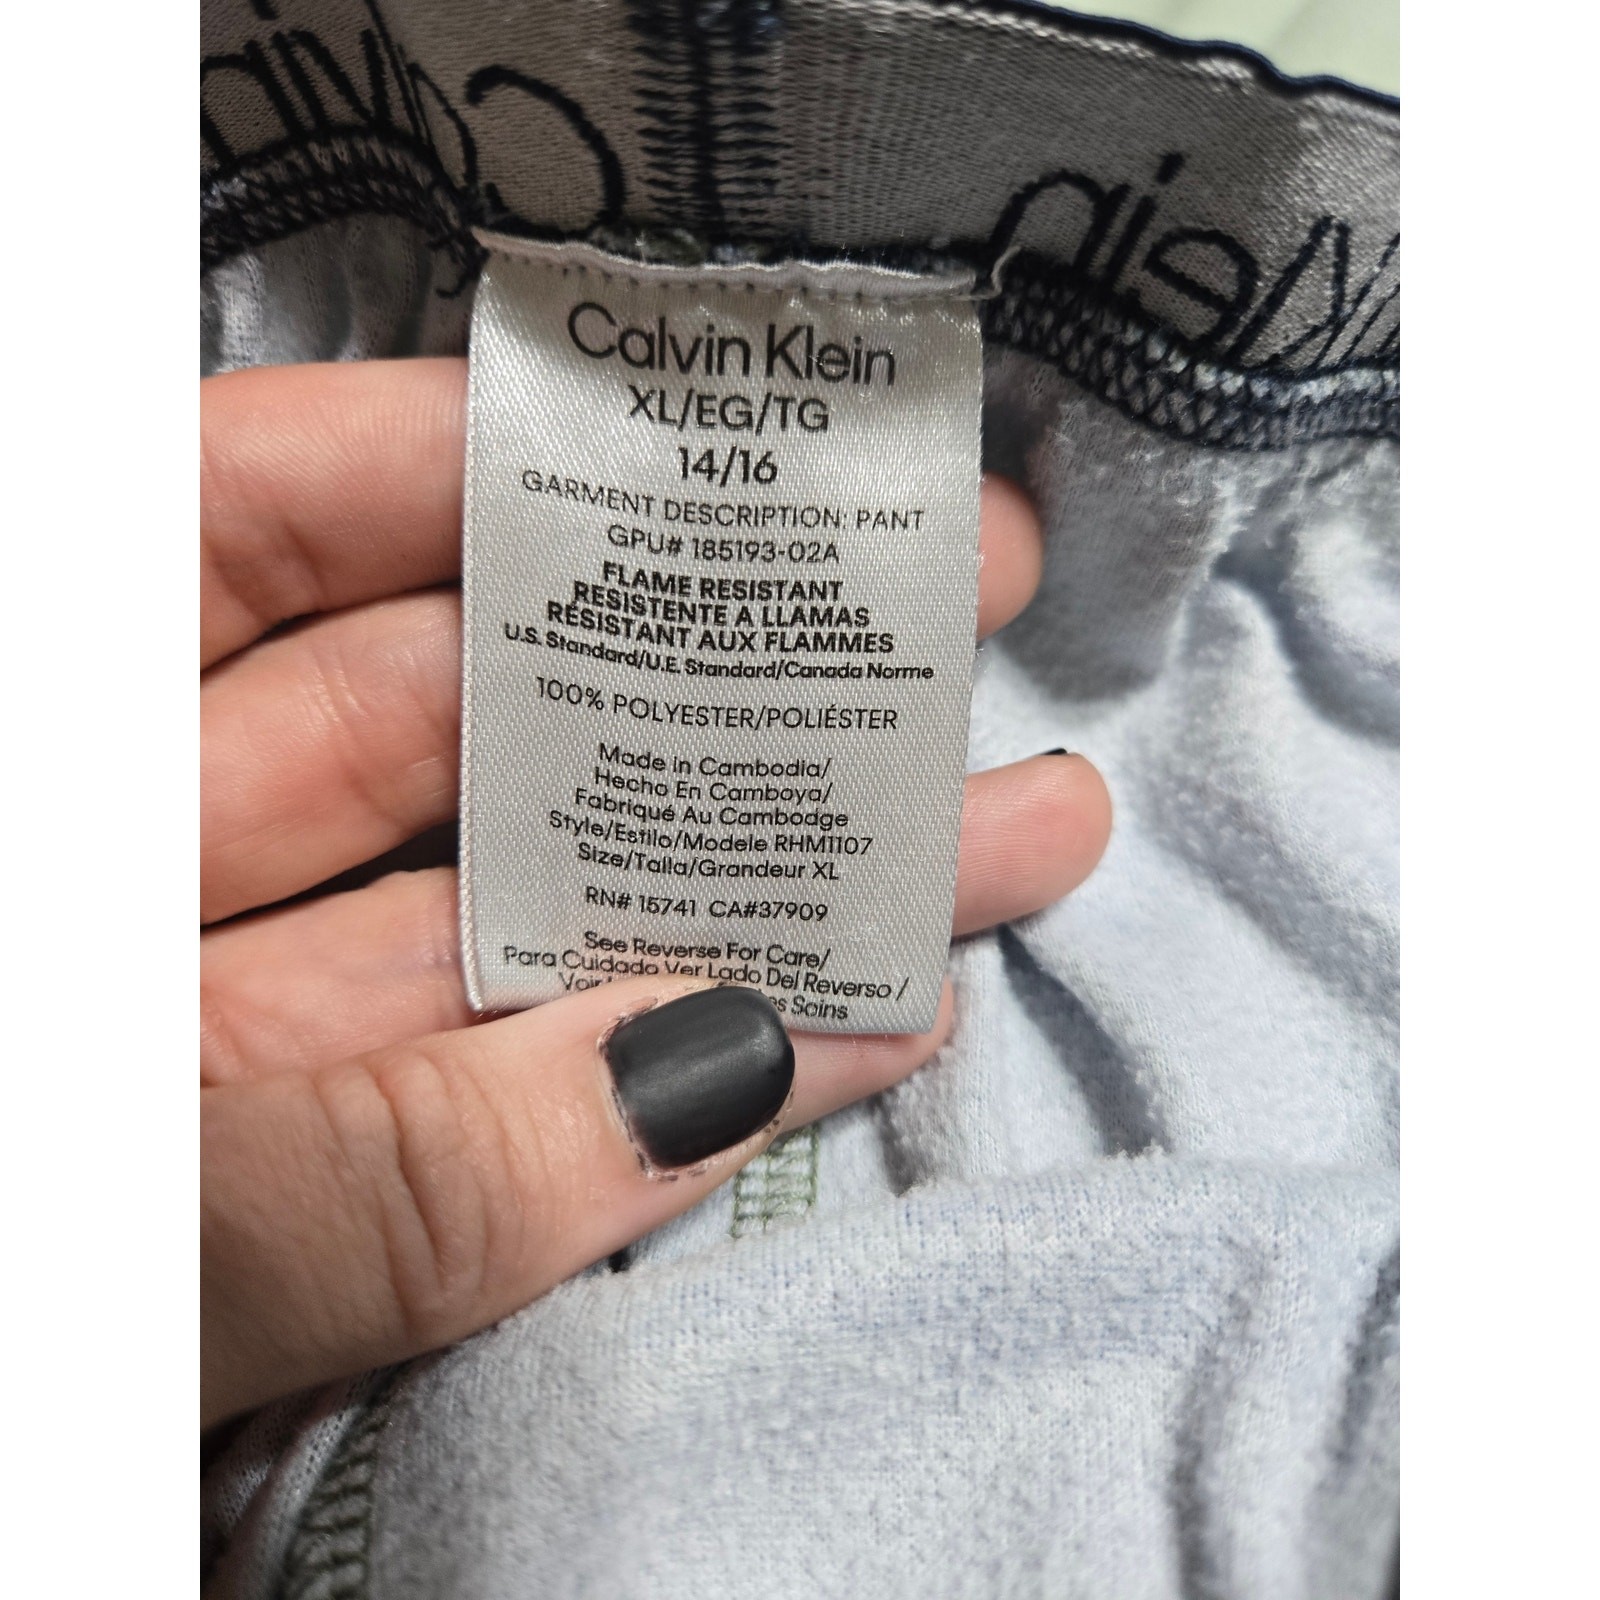 Calvin
Klein
Calvin Klein
XL/EG/TG
14/16
GARMENT DESCRIPTION: PANT
GPU# 185193-02A
FLAME RESISTANT
RESISTENTE A LLAMAS
RÉSISTANT AUX FLAMMES
U.S. Standard/U.E. Standard/Canada Norme
100% POLYESTER/POLIÉSTER
Made in Cambodia/
Hecho En Camboya/
Fabriqué Au Cambodge
Style/Estilo/Modele RHM1107
Size/Talla/Grandeur XL
RN# 15741 CA#37909
See Reverse For Care/
Para Cuidado Ver Lado Del Reverso /
Voir Soins